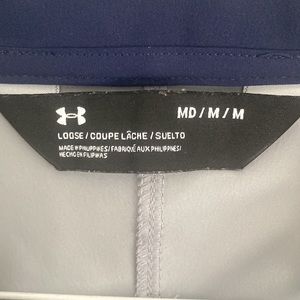 MD / M / M
LOOSE / COUPE LÂCHE / SUELTO
MADE IN PHILIPPINES / FABRIQUÉ AUX PHILIPPINES /
HECHO EN FILIPINAS